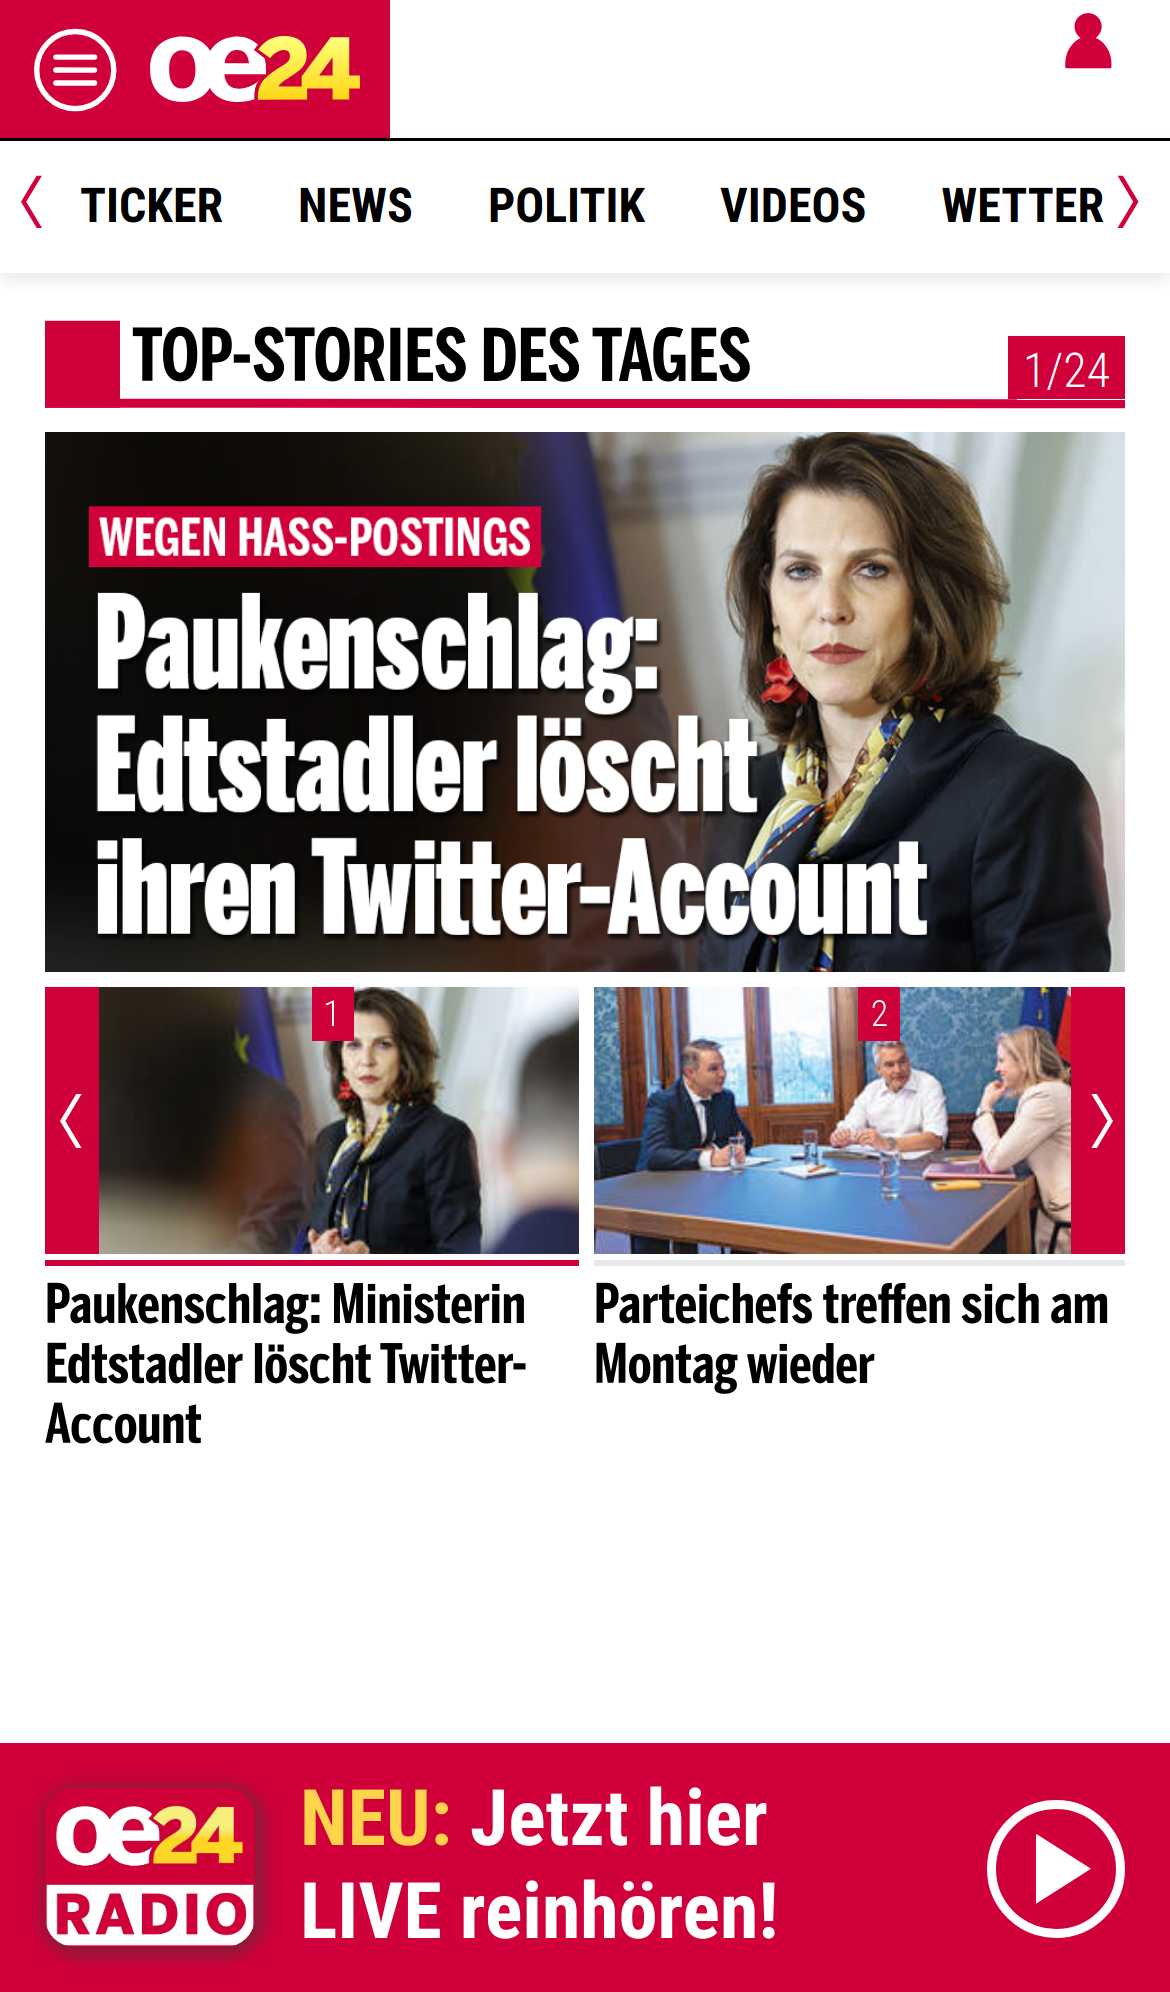 oe24
TICKER NEWS POLITIK VIDEOS WETTER
TOP-STORIES DES TAGES
1/24
WEGEN HASS-POSTINGS
Paukenschlag:
Edtstadler löscht
ihren Twitter-Account
1
2
Paukenschlag: Ministerin
Edtstadler löscht Twitter-
Account
Parteichefs treffen sich am
Montag wieder
oe24
RADIO
NEU: Jetzt hier
LIVE reinhören!